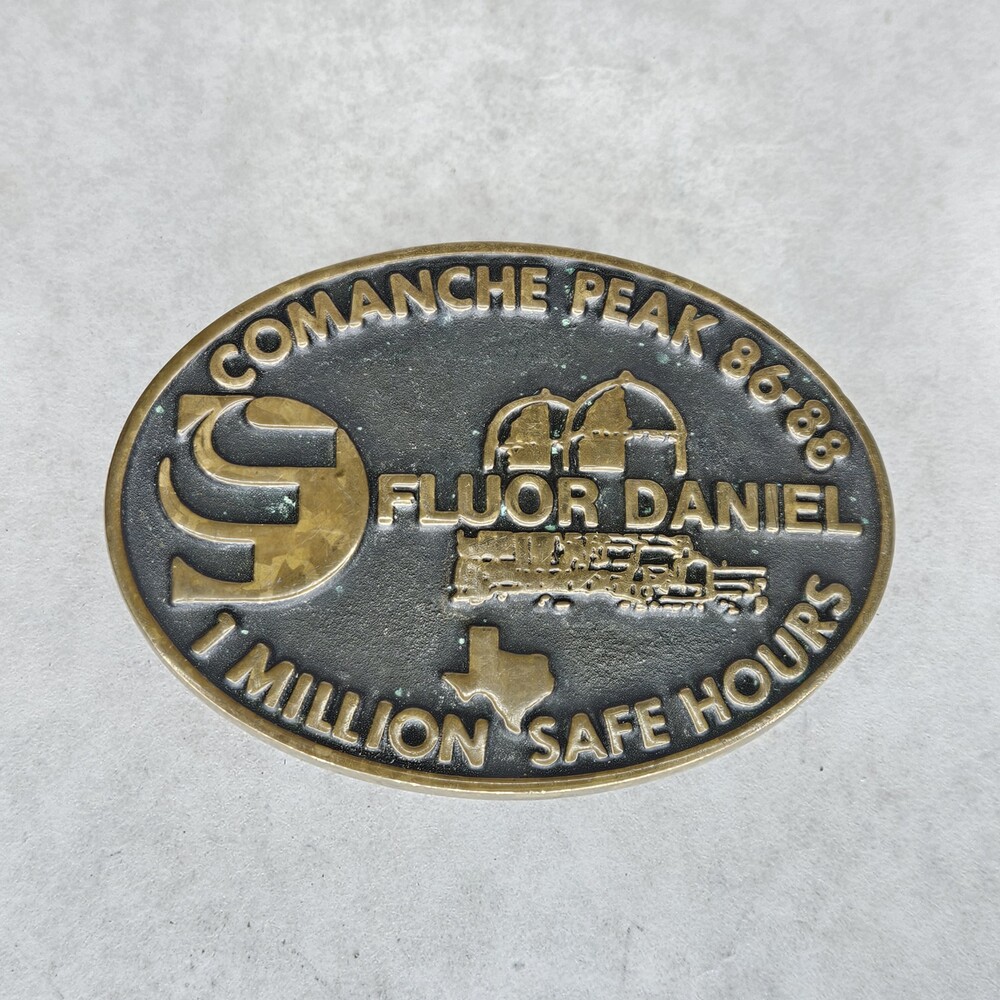 COMANCHE PEAK 86-88
FLUOR DANIEL
1 MILLION SAFE HOURS